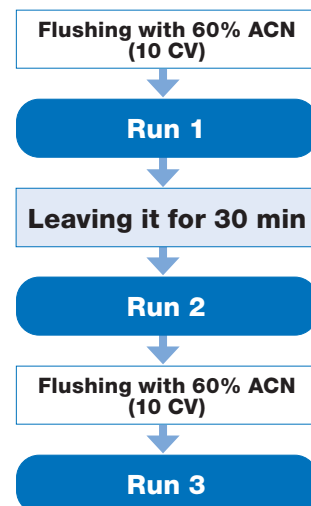 Flushing with 60% ACN
(10 CV)
Run 1
Leaving it for 30 min
Run 2
Flushing with 60% ACN
(10 CV)
Run 3